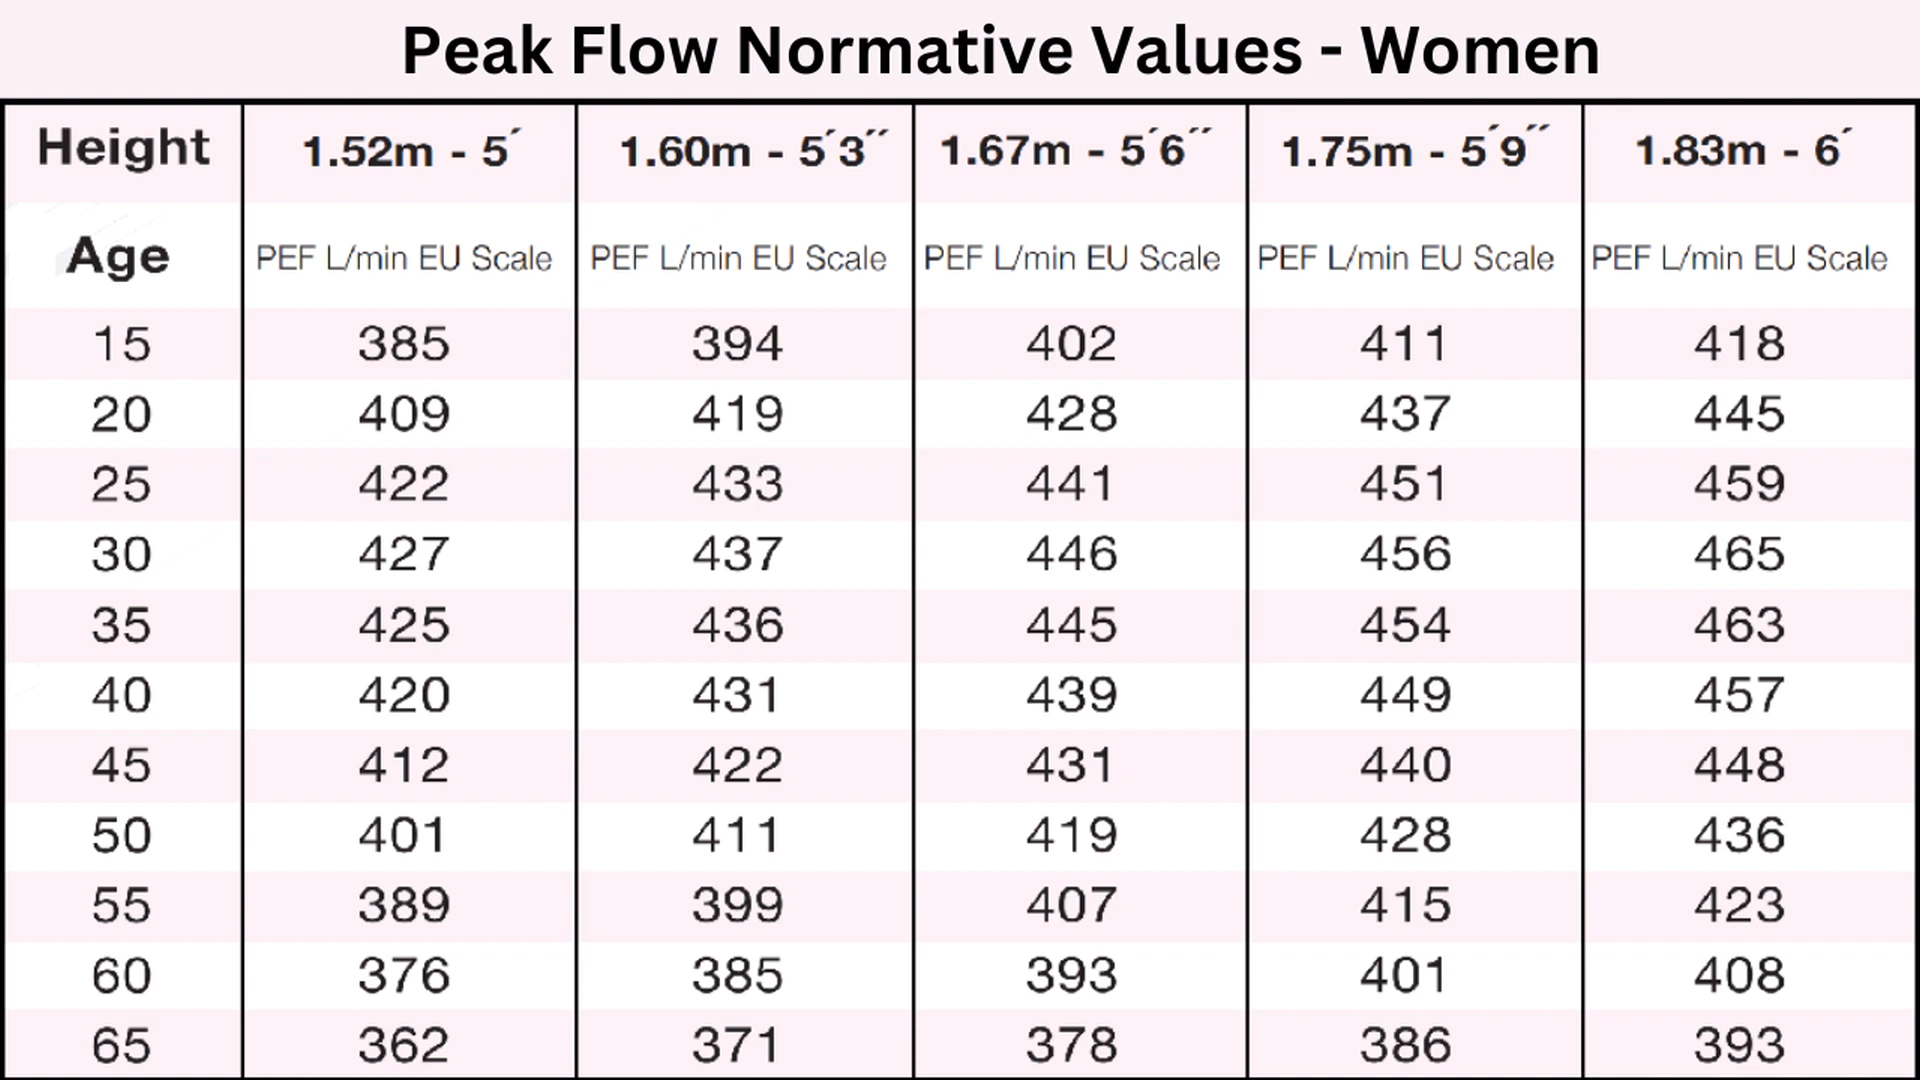 Peak Flow Normative Values - Women
Height 1.52m - 5´ 1.60m - 5´3´´ 1.67m - 5´6´´ 1.75m - 5´9´´ 1.83m - 6´
Age PEF L/min EU Scale PEF L/min EU Scale PEF L/min EU Scale PEF L/min EU Scale PEF L/min EU Scale
15 385 394 402 411 418
20 409 419 428 437 445
25 422 433 441 451 459
30 427 437 446 456 465
35 425 436 445 454 463
40 420 431 439 449 457
45 412 422 431 440 448
50 401 411 419 428 436
55 389 399 407 415 423
60 376 385 393 401 408
65 362 371 378 386 393